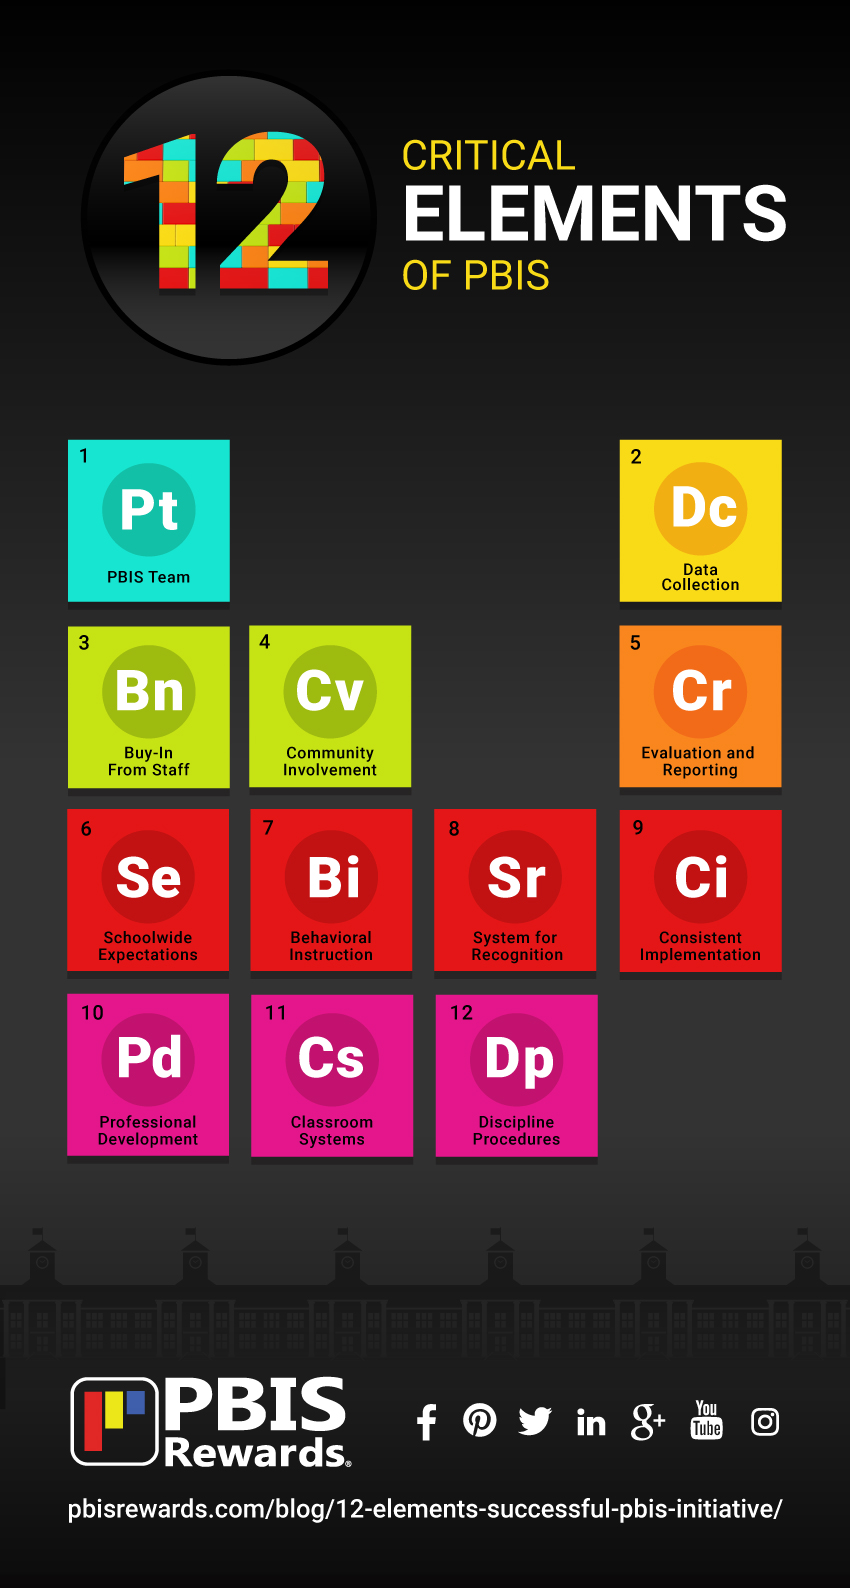 12
CRITICAL
ELEMENTS
OF PBIS
1
Pt
PBIS Team
2
Dc
Data
Collection
3
Bn
Buy-In
From Staff
4
Cv
Community
Involvement
5
Cr
Evaluation and
Reporting
6
Se
Schoolwide
Expectations
7
Bi
Behavioral
Instruction
8
Sr
System for
Recognition
9
Ci
Consistent
Implementation
10
Pd
Professional
Development
11
Cs
Classroom
Systems
12
Dp
Discipline
Procedures
PBIS
Rewards®
f
in
g+
You
Tube
pbisrewards.com/blog/12-elements-successful-pbis-initiative/